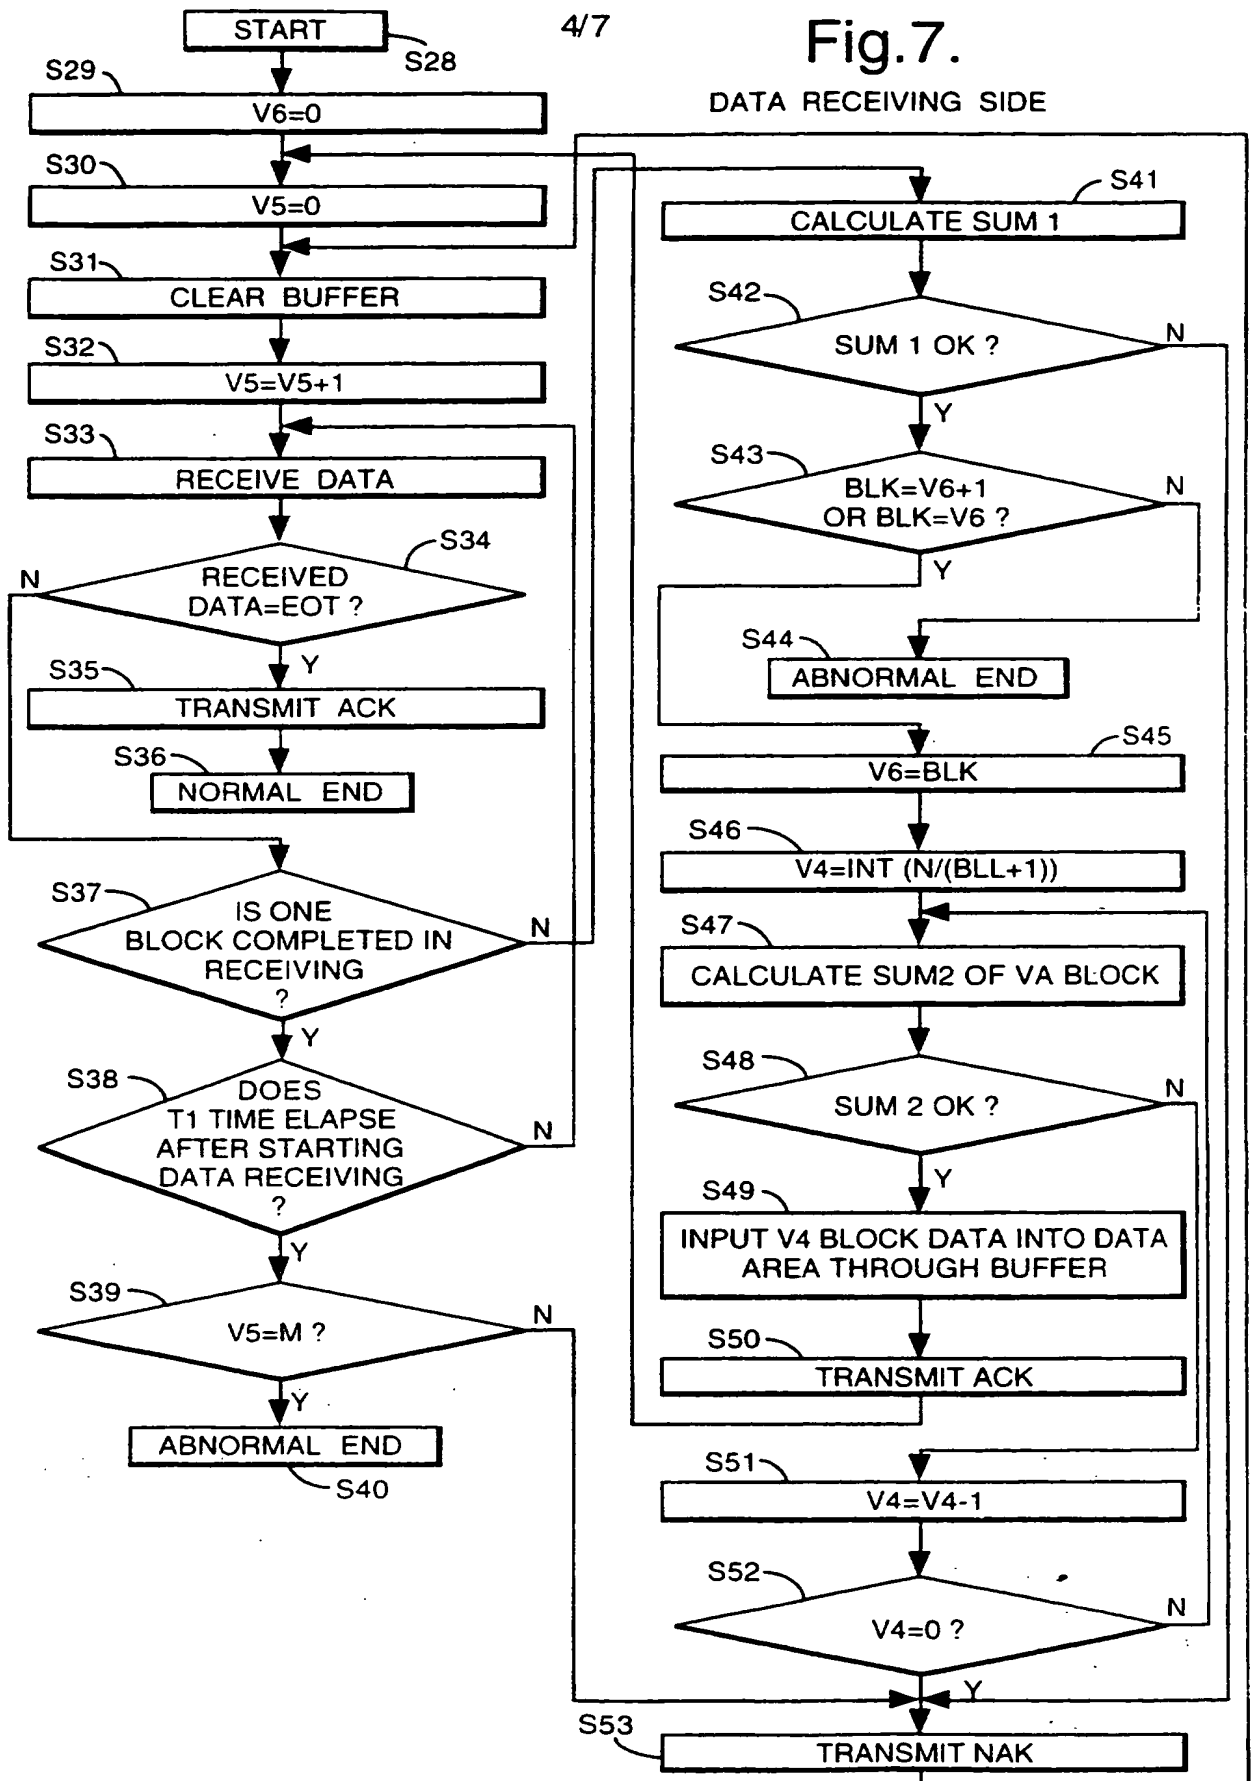 4/7
Fig.7.
DATA RECEIVING SIDE
START
S28
S29
V6=0
S30
V5=0
S31
CLEAR BUFFER
S32
V5=V5+1
S33
RECEIVE DATA
S34
RECEIVED
DATA=EOT ?
N
Y
S35
TRANSMIT ACK
S36
NORMAL END
S37
IS ONE
BLOCK COMPLETED IN
RECEIVING
?
N
Y
S38
DOES
T1 TIME ELAPSE
AFTER STARTING
DATA RECEIVING
?
N
Y
S39
V5=M ?
N
Y
ABNORMAL END
S40
S41
CALCULATE SUM 1
S42
SUM 1 OK ?
N
Y
S43
BLK=V6+1
OR BLK=V6 ?
N
Y
S44
ABNORMAL END
S45
V6=BLK
S46
V4=INT (N/(BLL+1))
S47
CALCULATE SUM2 OF VA BLOCK
S48
SUM 2 OK ?
N
Y
S49
INPUT V4 BLOCK DATA INTO DATA
AREA THROUGH BUFFER
S50
TRANSMIT ACK
S51
V4=V4-1
S52
V4=0 ?
N
Y
S53
TRANSMIT NAK